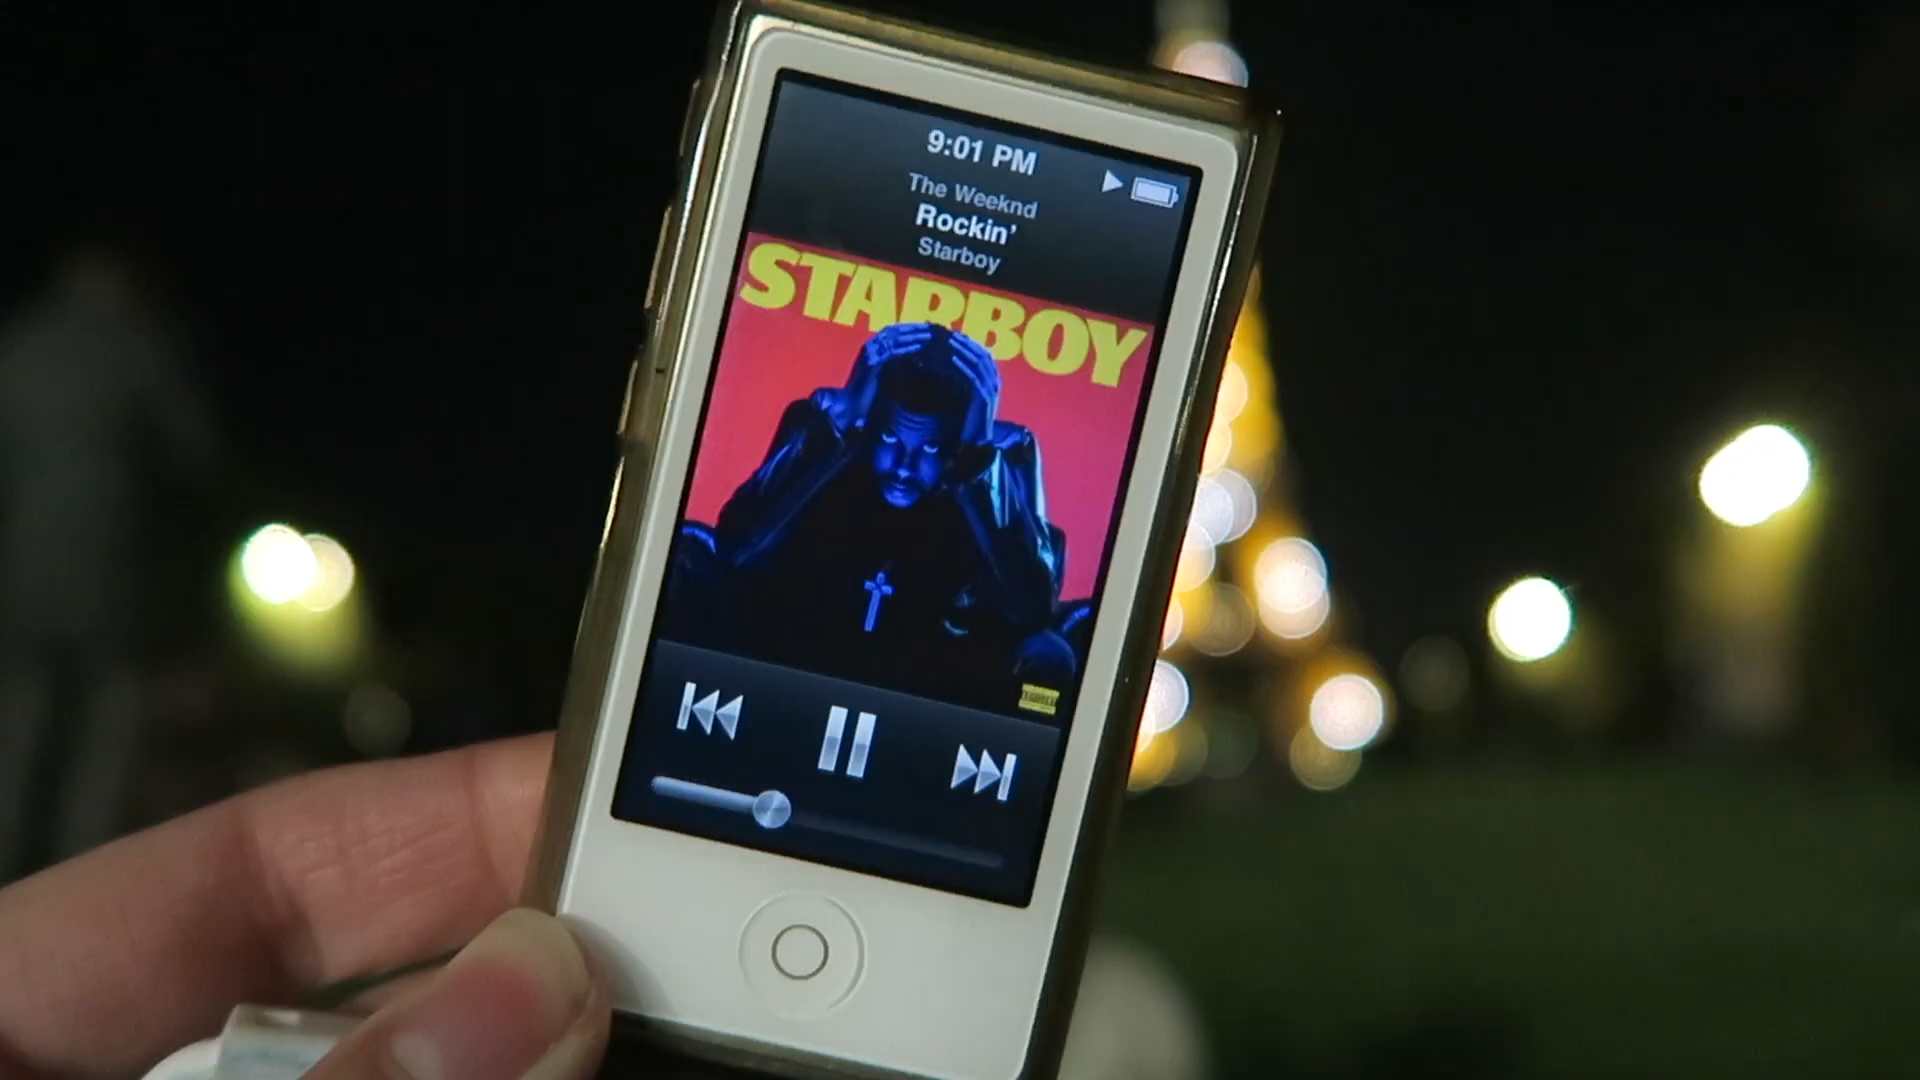 9:01 PM
The Weeknd
Rockin'
Starboy
STARBOY